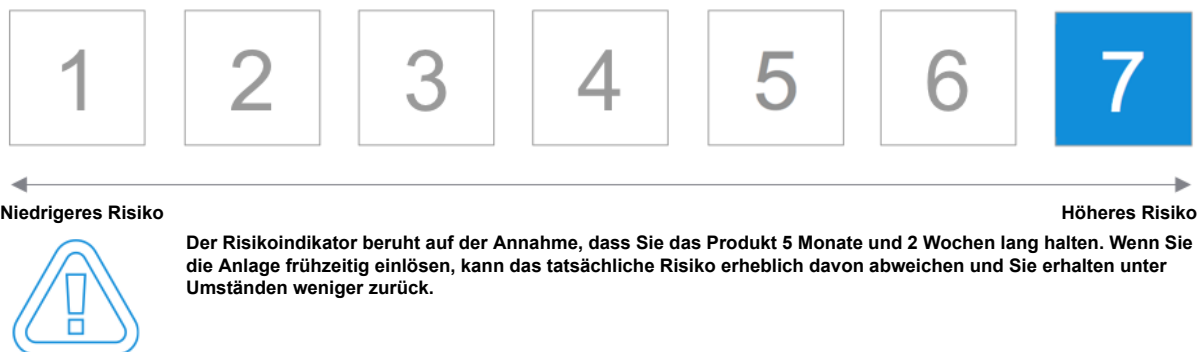 1 2 3 4 5 6 7
Niedrigeres Risiko Höheres Risiko
Der Risikoindikator beruht auf der Annahme, dass Sie das Produkt 5 Monate und 2 Wochen lang halten. Wenn Sie
die Anlage frühzeitig einlösen, kann das tatsächliche Risiko erheblich davon abweichen und Sie erhalten unter
Umständen weniger zurück.